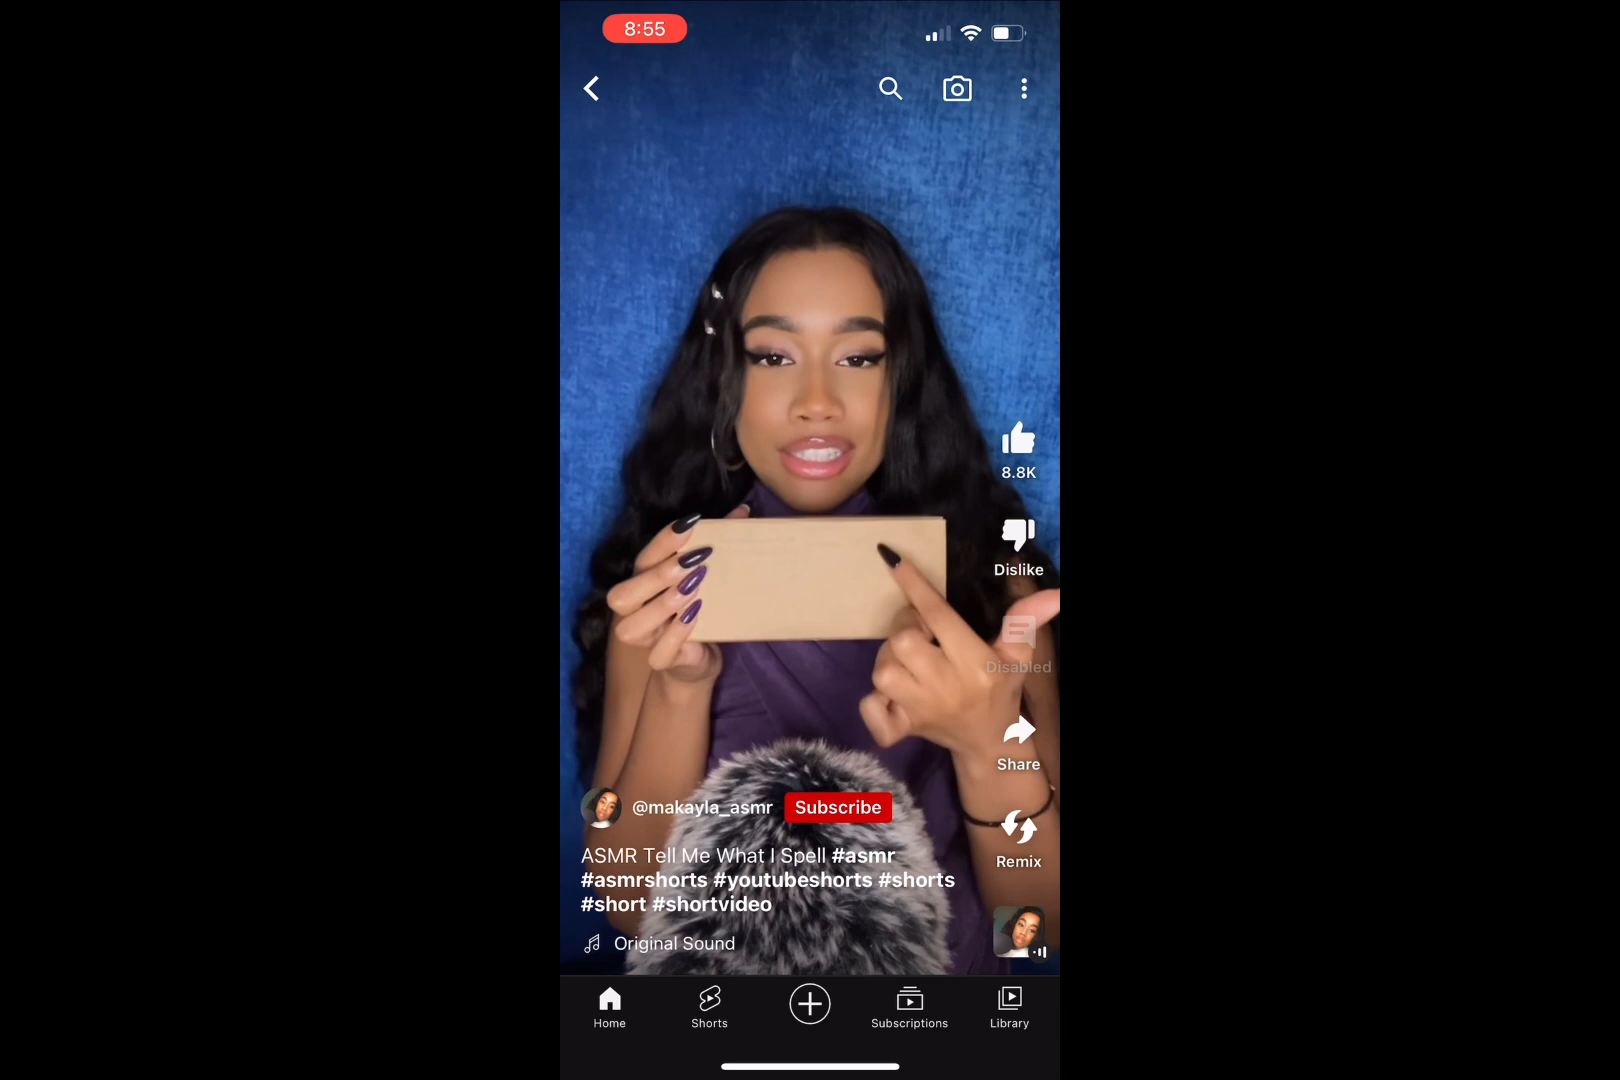 8:55
8.8K
Dislike
Disabled
Share
@makayla_asmr Subscribe
Remix
ASMR Tell Me What I Spell #asmr
#asmrshorts #youtubeshorts #shorts
#short #shortvideo
Original Sound
Home Shorts Subscriptions Library